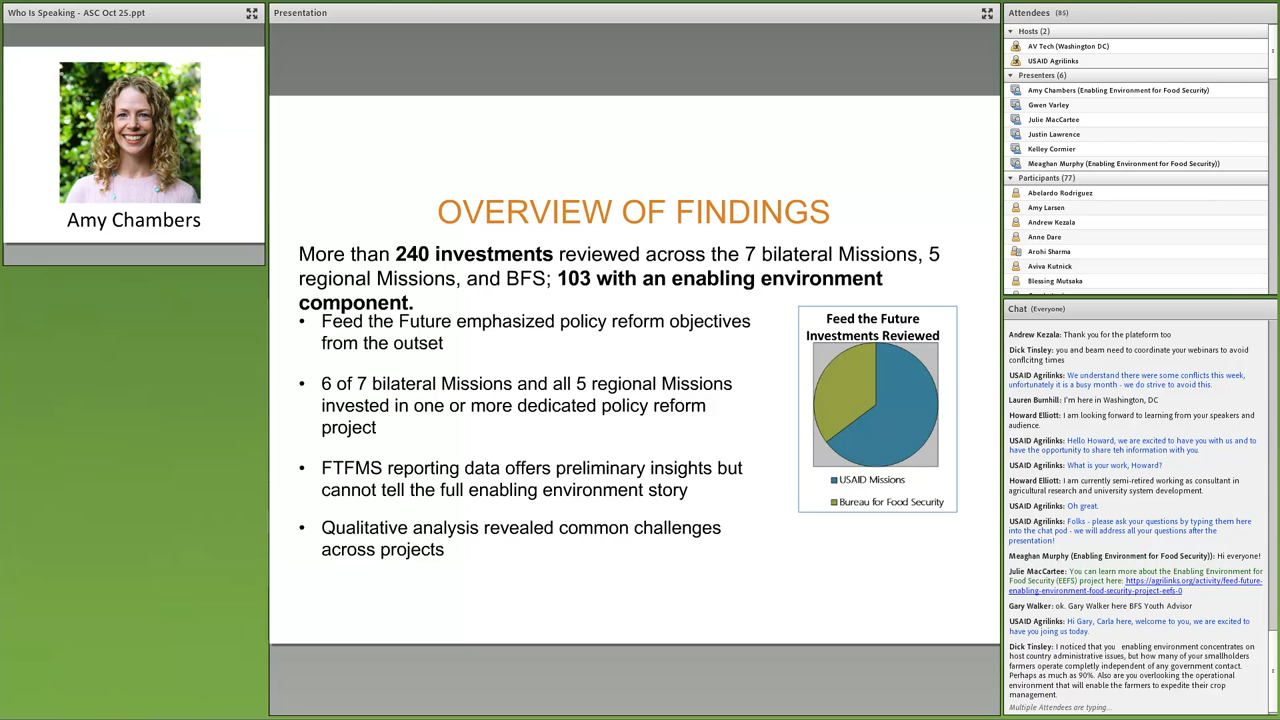 Who Is Speaking - ASC Oct 25.ppt
Amy Chambers
Presentation
OVERVIEW OF FINDINGS
More than 240 investments reviewed across the 7 bilateral Missions, 5
regional Missions, and BFS; 103 with an enabling environment
component.
• Feed the Future emphasized policy reform objectives
from the outset
• 6 of 7 bilateral Missions and all 5 regional Missions
invested in one or more dedicated policy reform
project
• FTFMS reporting data offers preliminary insights but
cannot tell the full enabling environment story
• Qualitative analysis revealed common challenges
across projects
Feed the Future
Investments Reviewed
USAID Missions
Bureau for Food Security
Attendees (85)
Hosts (2)
AV Tech (Washington DC)
USAID Agrilinks
Presenters (6)
Amy Chambers (Enabling Environment for Food Security)
Gwen Varley
Julie MacCartee
Justin Lawrence
Kelley Cormier
Meaghan Murphy (Enabling Environment for Food Security))
Participants (77)
Abelardo Rodriguez
Amy Larsen
Andrew Kezala
Anne Dare
Arohi Sharma
Aviva Kutnick
Blessing Mutsaka
Chat (Everyone)
Andrew Kezala: Thank you for the plateform too
Dick Tinsley: you and beam need to coordinate your webinars to avoid
conflcitng times
USAID Agrilinks: We understand there were some conflicts this week,
unfortunately it is a busy month - we do strive to avoid this.
Lauren Burnhill: I'm here in Washington, DC
Howard Elliott: I am looking forward to learning from your speakers and
audience.
USAID Agrilinks: Hello Howard, we are excited to have you with us and to
have the opportunity to share teh information with you.
USAID Agrilinks: What is your work, Howard?
Howard Elliott: I am currently semi-retired working as consultant in
agricultural research and university system development.
USAID Agrilinks: Oh great.
USAID Agrilinks: Folks - please ask your questions by typing them here
into the chat pod - we will address all your questions after the
presentation!
Meaghan Murphy (Enabling Environment for Food Security)): Hi everyone!
Julie MacCartee: You can learn more about the Enabling Environment for
Food Security (EEFS) project here: https://agrilinks.org/activity/feed-future-
enabling-environment-food-security-project-eefs-0
Gary Walker: ok. Gary Walker here BFS Youth Advisor
USAID Agrilinks: Hi Gary, Carla here, welcome to you, we are excited to
have you joing us today.
Dick Tinsley: I noticed that you enabling environment concentrates on
host country administrative issues, but how many of your smallholders
farmers operate completly independent of any government contact.
Perhaps as much as 90%. Also are you overlooking the operational
environment that will enable the farmers to expedite their crop
management.
Multiple Attendees are typing...